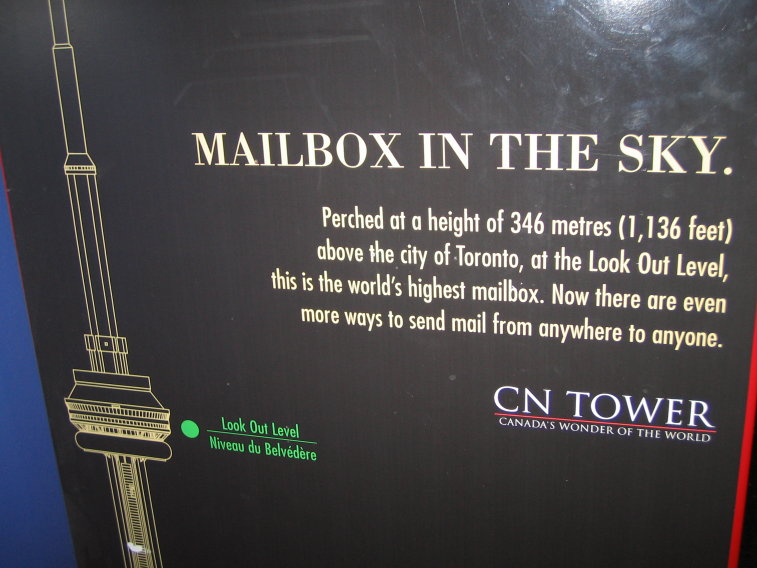 MAILBOX IN THE SKY.
Perched at a height of 346 metres (1,136 feet)
above the city of Toronto, at the Look Out Level,
this is the world's highest mailbox. Now there are even
more ways to send mail from anywhere to anyone.
CN TOWER
CANADA'S WONDER OF THE WORLD
Look Out Level
Niveau du Belvédère